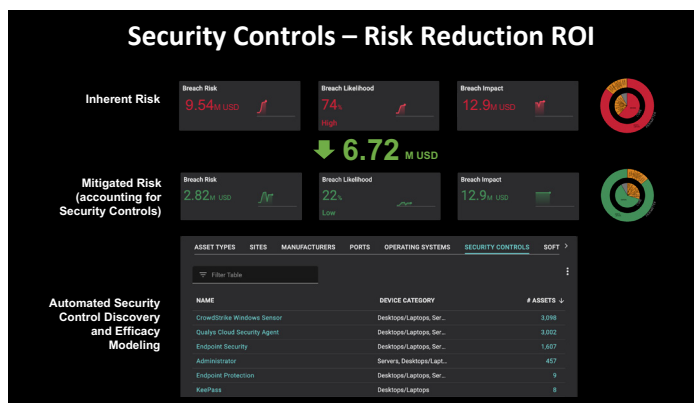 Security Controls – Risk Reduction ROI
Inherent Risk
Breach Risk
9.54M USD
Breach Likelihood
74%
High
Breach Impact
12.9M USD
6.72 M USD
Mitigated Risk
(accounting for
Security Controls)
Breach Risk
2.82M USD
Breach Likelihood
22%
Low
Breach Impact
12.9M USD
Automated Security
Control Discovery
and Efficacy
Modeling
ASSET TYPES SITES MANUFACTURERS PORTS OPERATING SYSTEMS SECURITY CONTROLS SOFT >
Filter Table
NAME DEVICE CATEGORY # ASSETS ↓
CrowdStrike Windows Sensor Desktops/Laptops, Ser... 3,098
Qualys Cloud Security Agent Desktops/Laptops, Ser... 3,002
Endpoint Security Desktops/Laptops, Ser... 1,607
Administrator Servers, Desktops/Lapt... 457
Endpoint Protection Desktops/Laptops, Ser... 9
KeePass Desktops/Laptops 8